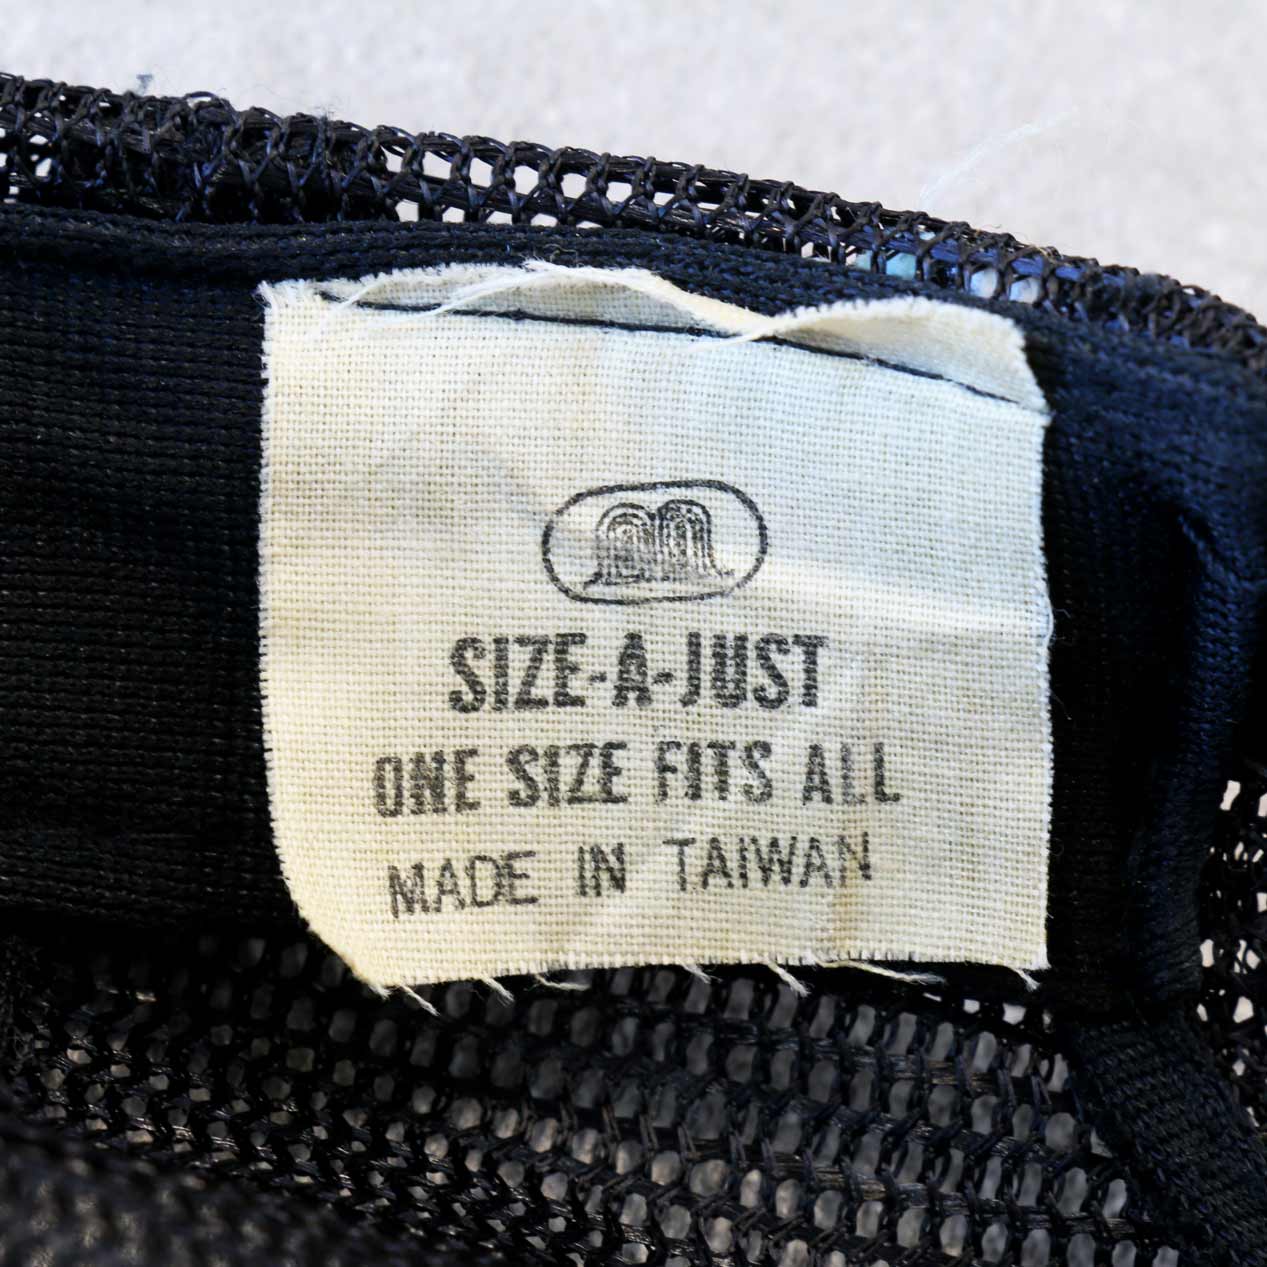 SIZE-A-JUST
ONE SIZE FITS ALL
MADE IN TAIWAN